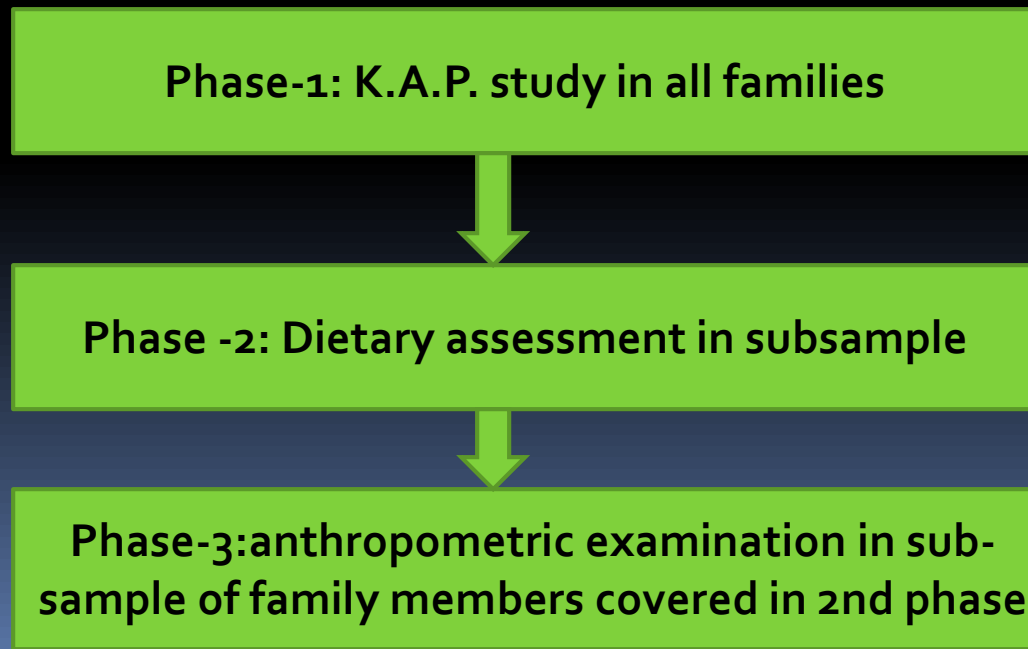 Phase-1: K.A.P. study in all families
Phase -2: Dietary assessment in subsample
Phase-3:anthropometric examination in sub-
sample of family members covered in 2nd phase